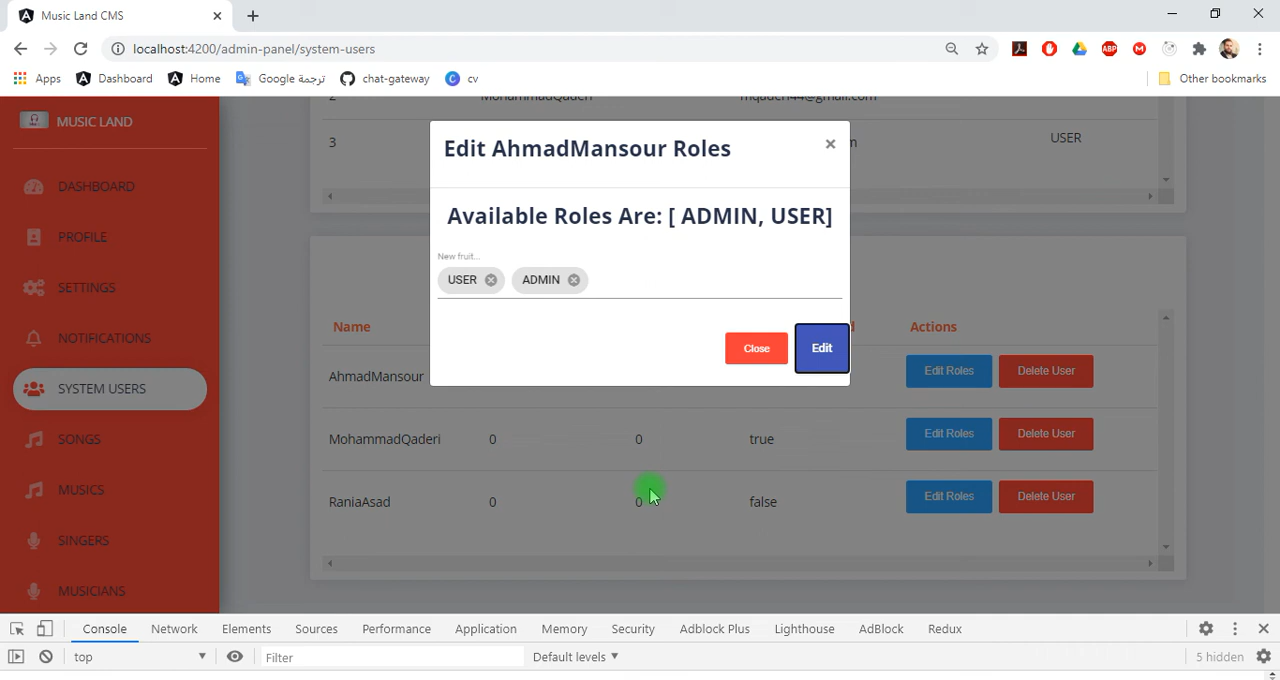 Music Land CMS
localhost:4200/admin-panel/system-users
ABP
M
Apps Dashboard Home ترجمة Google chat-gateway cv Other bookmarks
MUSIC LAND
DASHBOARD
PROFILE
SETTINGS
NOTIFICATIONS
SYSTEM USERS
SONGS
MUSICS
SINGERS
MUSICIANS
2 MohammadQaderi mqaderi44@gmail.com
3 m USER
Edit AhmadMansour Roles ×
Available Roles Are: [ ADMIN, USER]
New fruit...
USER ADMIN
Close Edit
Name d Actions
AhmadMansour Edit Roles Delete User
MohammadQaderi 0 0 true Edit Roles Delete User
RaniaAsad 0 0 false Edit Roles Delete User
Console Network Elements Sources Performance Application Memory Security Adblock Plus Lighthouse AdBlock Redux
top Filter Default levels 5 hidden